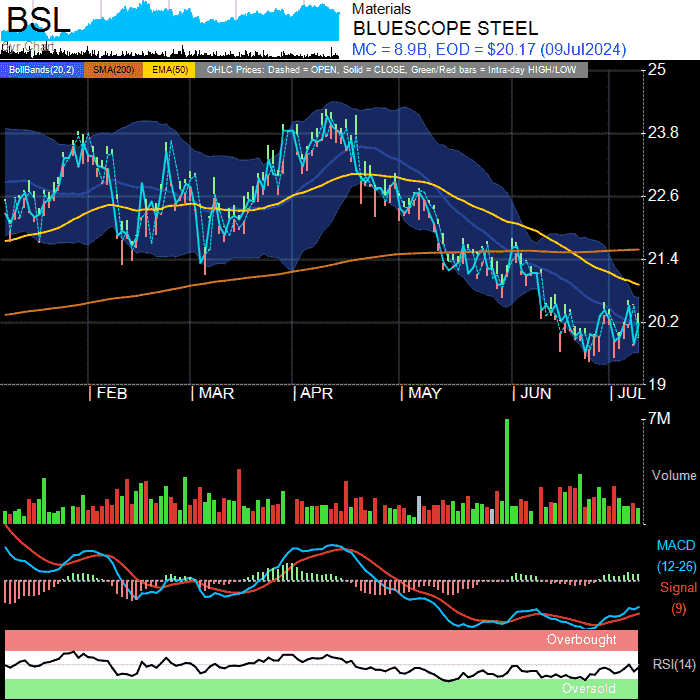 BSL
Materials
BLUESCOPE STEEL
MC = 8.9B, EOD = $20.17 (09Jul2024)
BollBands(20,2) SMA(200) EMA(50) OHLC Prices: Dashed = OPEN, Solid = CLOSE, Green/Red bars = Intra-day HIGH/LOW
25
23.8
22.6
21.4
20.2
19
FEB MAR APR MAY JUN JUL
7M
Volume
MACD
(12-26)
Signal
(9)
Overbought
RSI(14)
Oversold